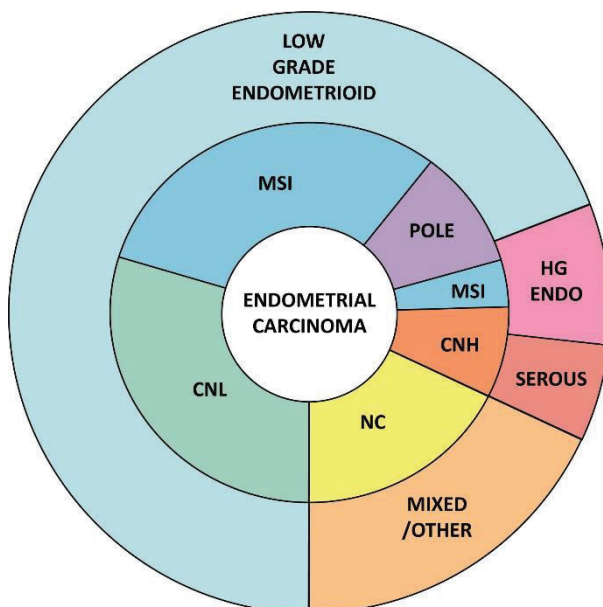 LOW
GRADE
ENDOMETRIOID
MSI
POLE
MSI
HG
ENDO
ENDOMETRIAL
CARCINOMA
CNH
SEROUS
CNL
NC
MIXED
/OTHER